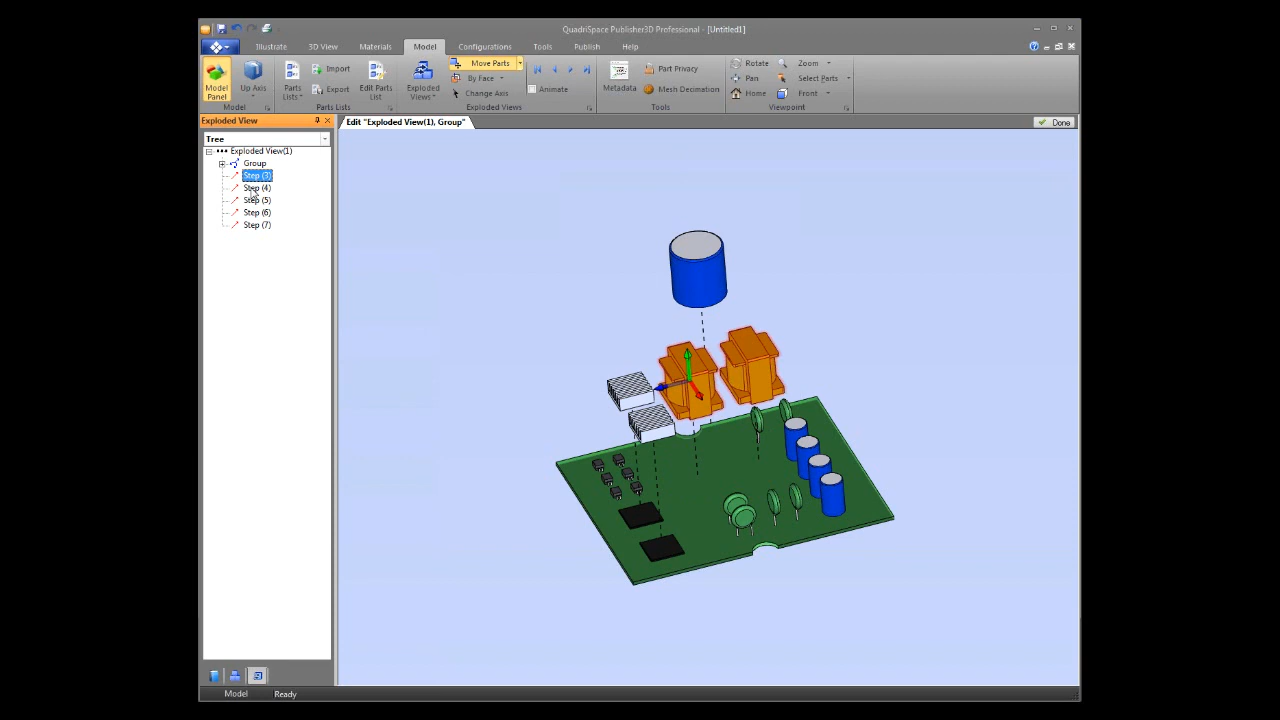 QuadriSpace Publisher3D Professional - [Untitled1]
Illustrate 3D View Materials Model Configurations Tools Publish Help
Model Panel
Up Axis
Model
Parts Lists
Import
Export
Edit Parts List
Parts Lists
Exploded Views
Move Parts
By Face
Change Axis
Animate
Exploded Views
Metadata
Part Privacy
Mesh Decimation
Tools
Rotate
Pan
Home
Zoom
Select Parts
Front
Viewpoint
Exploded View
Edit "Exploded View(1), Group"
Done
Tree
Exploded View(1)
Group
Step (3)
Step (4)
Step (5)
Step (6)
Step (7)
Model Ready